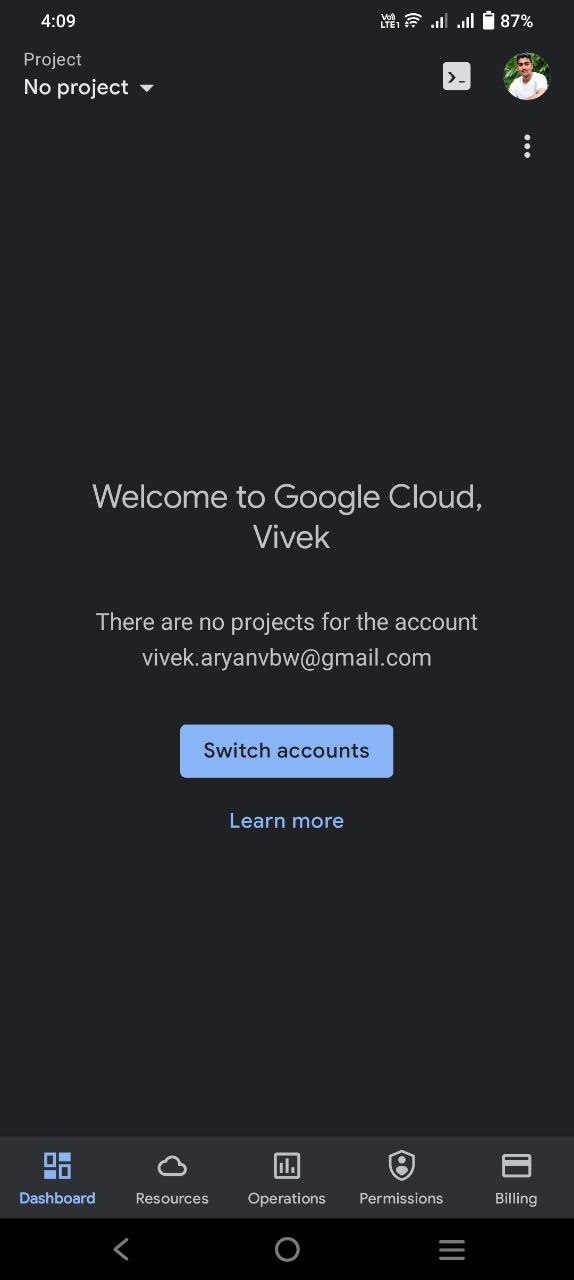 4:09
Vo))
LTE1
87%
Project
No project
Welcome to Google Cloud,
Vivek
There are no projects for the account
vivek.aryanvbw@gmail.com
Switch accounts
Learn more
Dashboard
Resources
Operations
Permissions
Billing